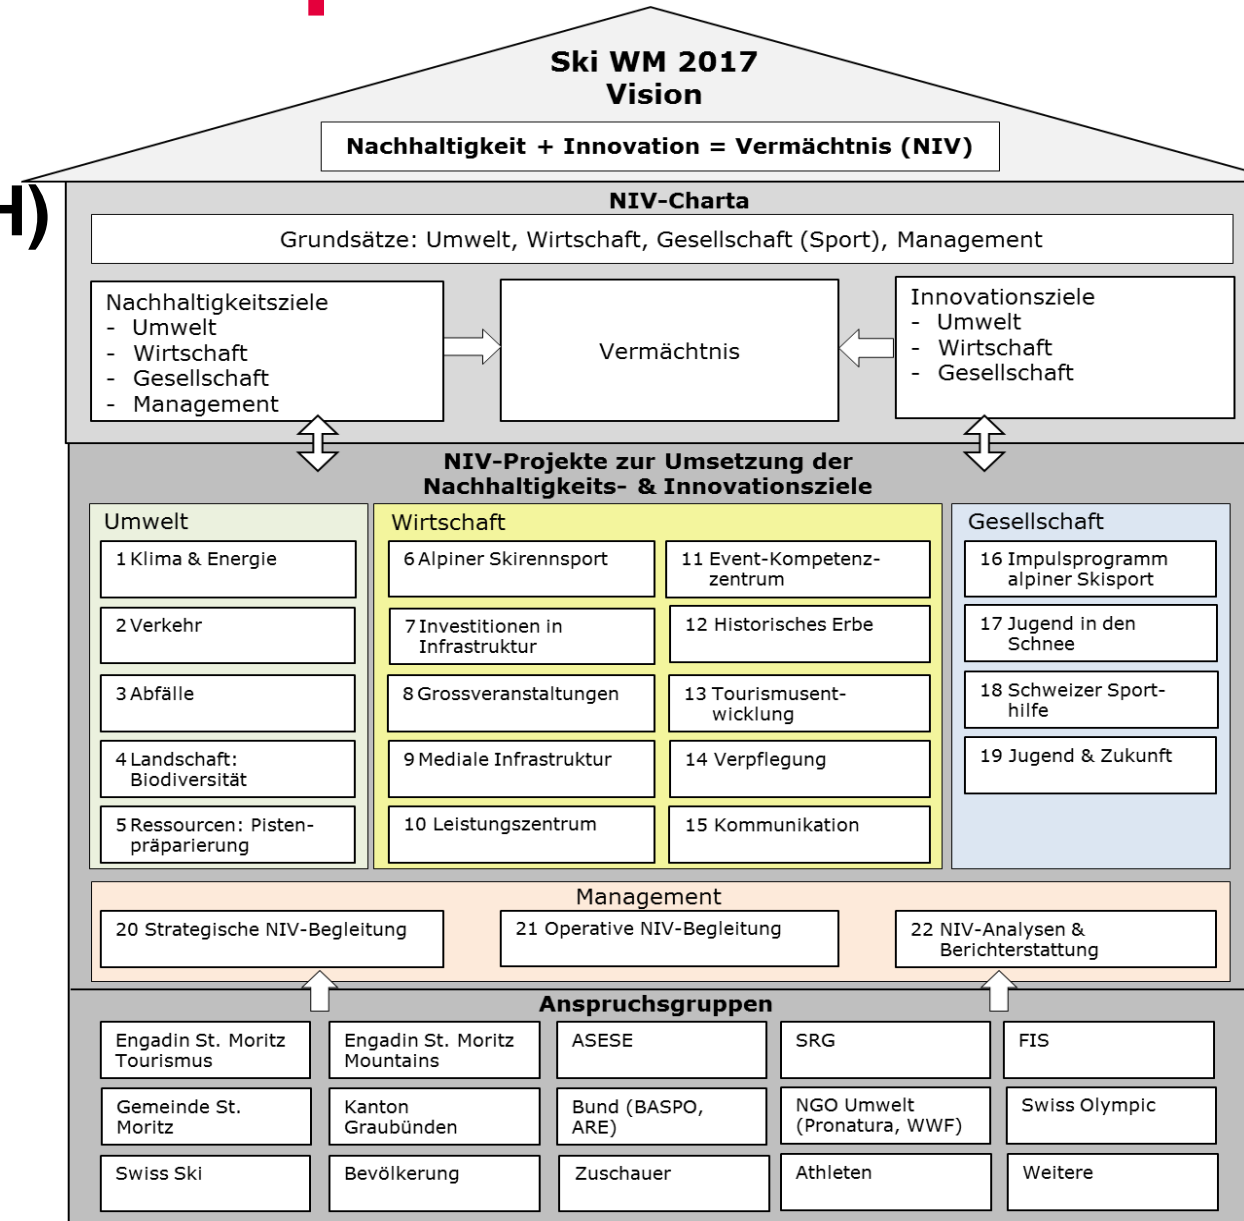 Ski WM 2017
Vision
Nachhaltigkeit + Innovation = Vermächtnis (NIV)
H)
NIV-Charta
Grundsätze: Umwelt, Wirtschaft, Gesellschaft (Sport), Management
Nachhaltigkeitsziele
- Umwelt
- Wirtschaft
- Gesellschaft
- Management
Vermächtnis
Innovationsziele
- Umwelt
- Wirtschaft
- Gesellschaft
NIV-Projekte zur Umsetzung der
Nachhaltigkeits- & Innovationsziele
Umwelt
1 Klima & Energie
2 Verkehr
3 Abfälle
4 Landschaft:
Biodiversität
5 Ressourcen: Pisten-
präparierung
Wirtschaft
6 Alpiner Skirennsport
7 Investitionen in
Infrastruktur
8 Grossveranstaltungen
9 Mediale Infrastruktur
10 Leistungszentrum
11 Event-Kompetenz-
zentrum
12 Historisches Erbe
13 Tourismusent-
wicklung
14 Verpflegung
15 Kommunikation
Gesellschaft
16 Impulsprogramm
alpiner Skisport
17 Jugend in den
Schnee
18 Schweizer Sport-
hilfe
19 Jugend & Zukunft
Management
20 Strategische NIV-Begleitung
21 Operative NIV-Begleitung
22 NIV-Analysen &
Berichterstattung
Anspruchsgruppen
Engadin St. Moritz
Tourismus
Engadin St. Moritz
Mountains
ASESE
SRG
FIS
Gemeinde St.
Moritz
Kanton
Graubünden
Bund (BASPO,
ARE)
NGO Umwelt
(Pronatura, WWF)
Swiss Olympic
Swiss Ski
Bevölkerung
Zuschauer
Athleten
Weitere